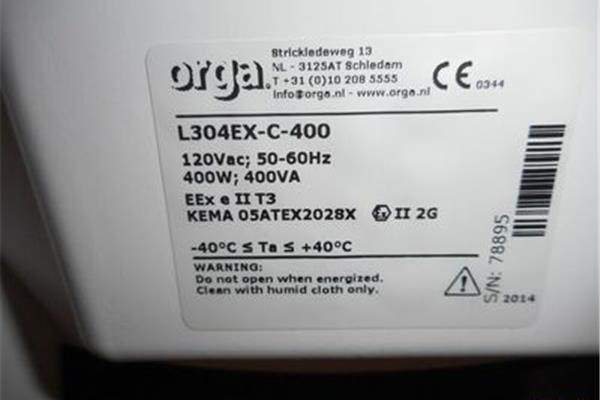 orga.
Strickledeweg 13
NL - 3125AT Schiedam
T +31 (0)10 208 5555
Info@orga.nl - www.orga.nl
CE 0344
L304EX-C-400
120Vac; 50-60Hz
400W; 400VA
EEx e II T3
KEMA 05ATEX2028X Ex II 2G
-40°C ≤ Ta ≤ +40°C
WARNING:
Do not open when energized.
Clean with humid cloth only.
S/N: 78895
2014